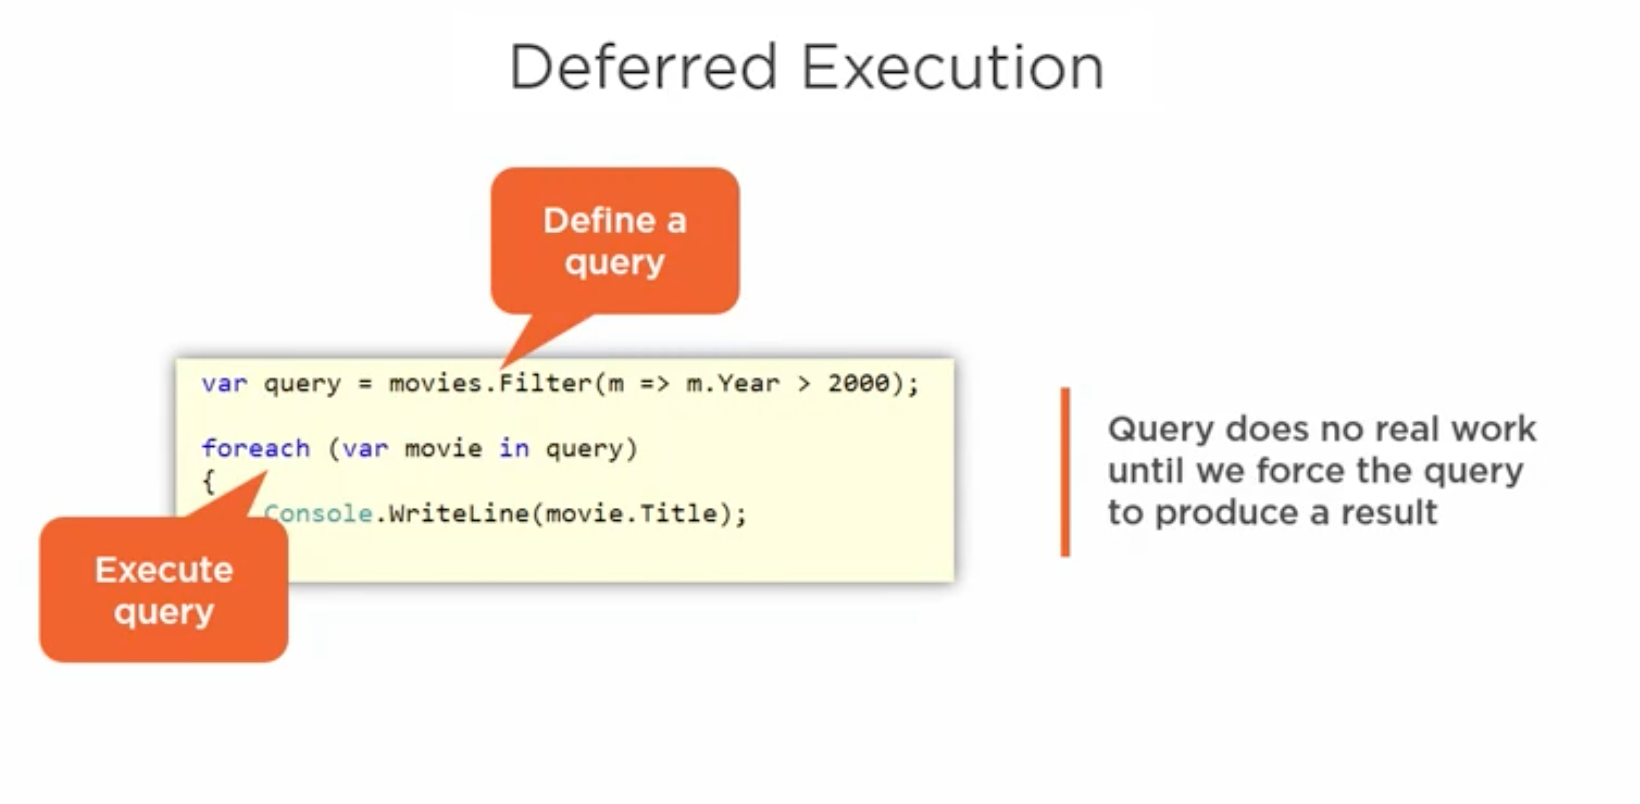 Deferred Execution
Define a
query
var query = movies.Filter(m => m.Year > 2000);
foreach (var movie in query)
{
Console.WriteLine(movie.Title);
Execute
query
Query does no real work
until we force the query
to produce a result